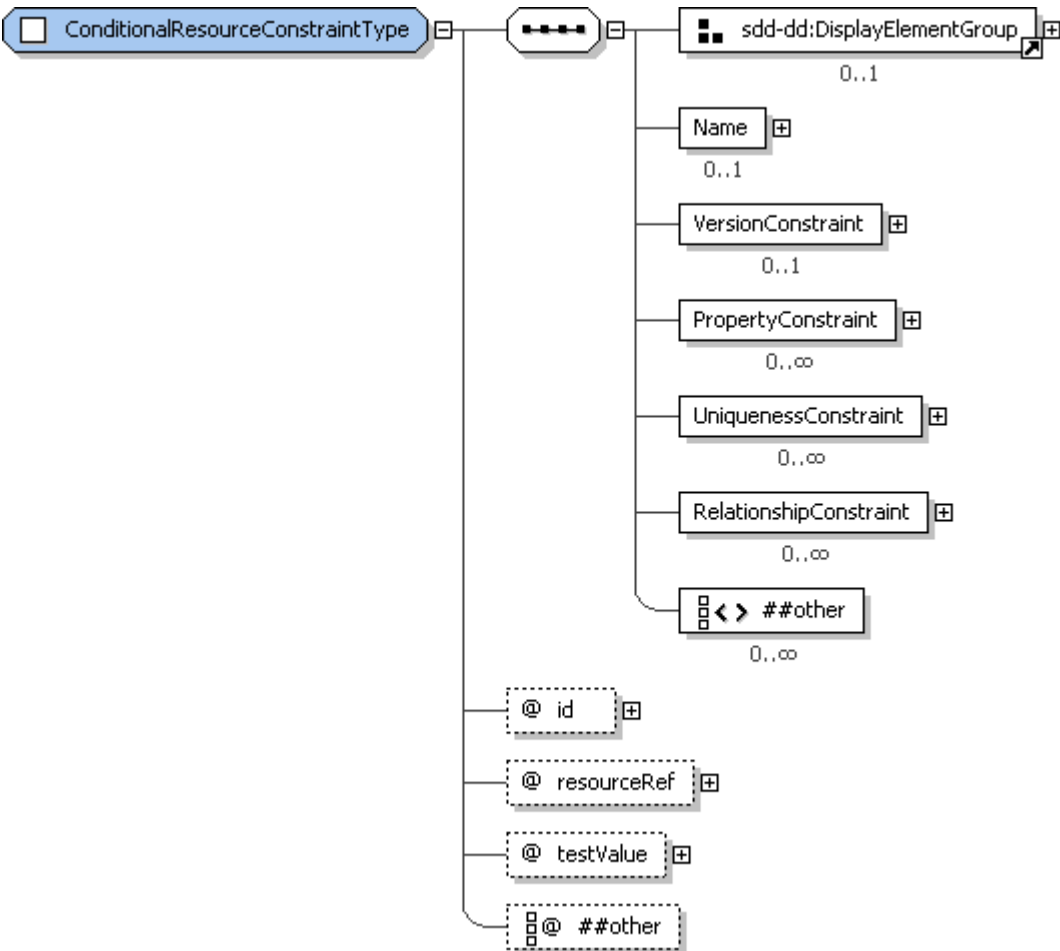 ConditionalResourceConstraintType
sdd-dd:DisplayElementGroup
0..1
Name
0..1
VersionConstraint
0..1
PropertyConstraint
0..∞
UniquenessConstraint
0..∞
RelationshipConstraint
0..∞
##other
0..∞
@ id
@ resourceRef
@ testValue
@ ##other